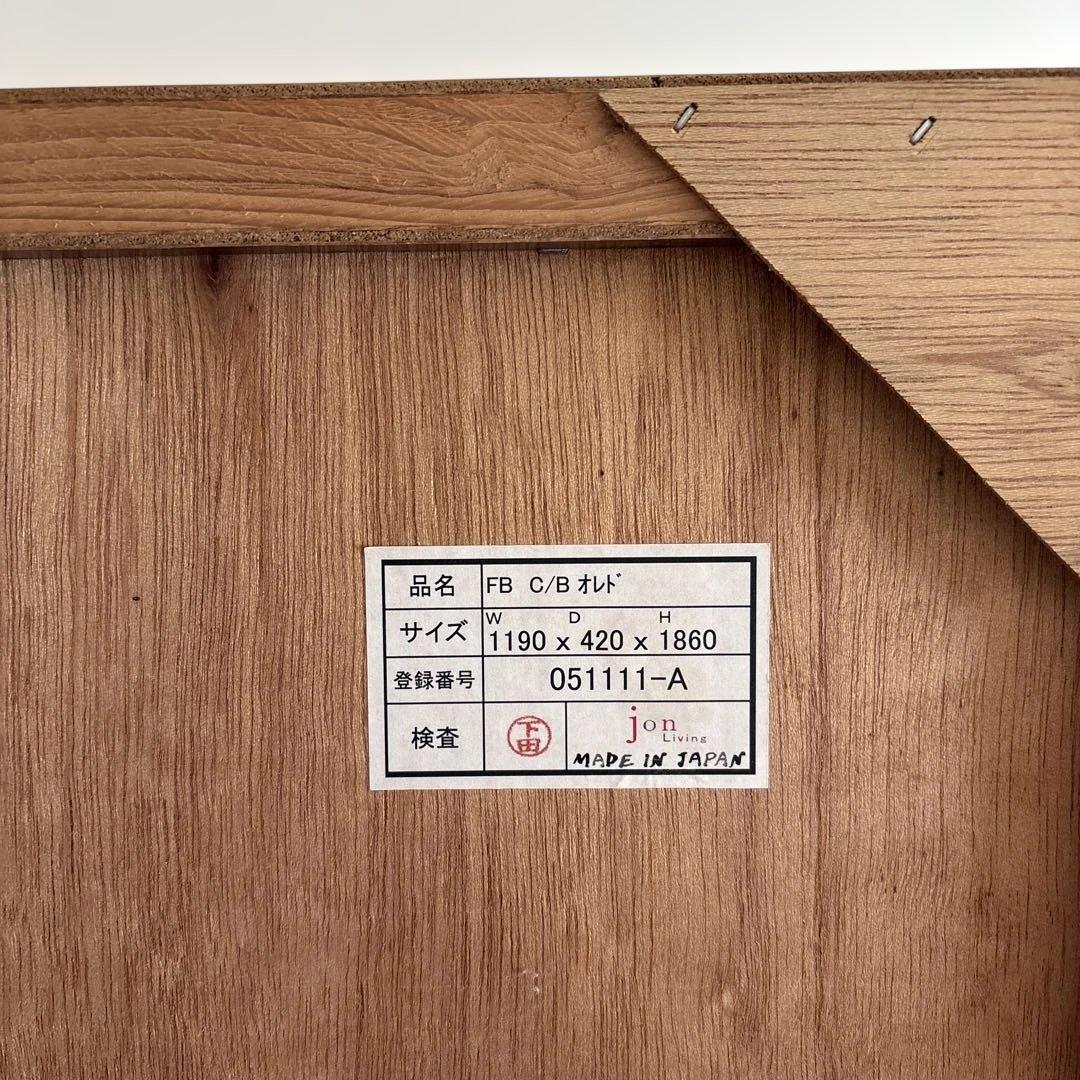 品名 FB C/B ｵﾚﾄﾞ
W D H
サイズ 1190 x 420 x 1860
登録番号 051111-A
検査 下田 jon
Living
MADE IN JAPAN